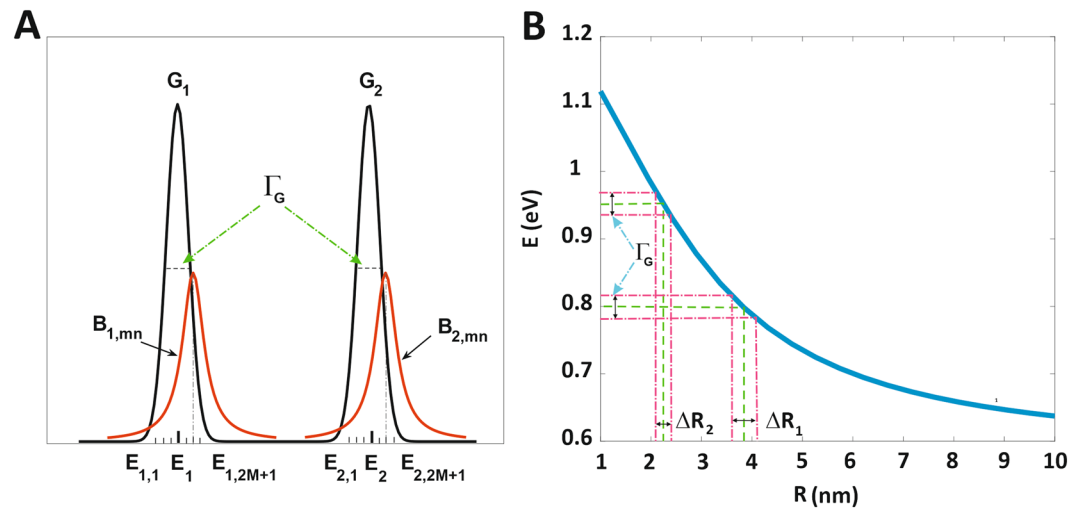 A
G1 G2
ΓG
B1,mn
B2,mn
E1,1 E1 E1,2M+1 E2,1 E2 E2,2M+1
B
1.2
1.1
1
0.9
0.8
0.7
0.6
E (eV)
ΓG
ΔR2 ΔR1
1 2 3 4 5 6 7 8 9 10
R (nm)